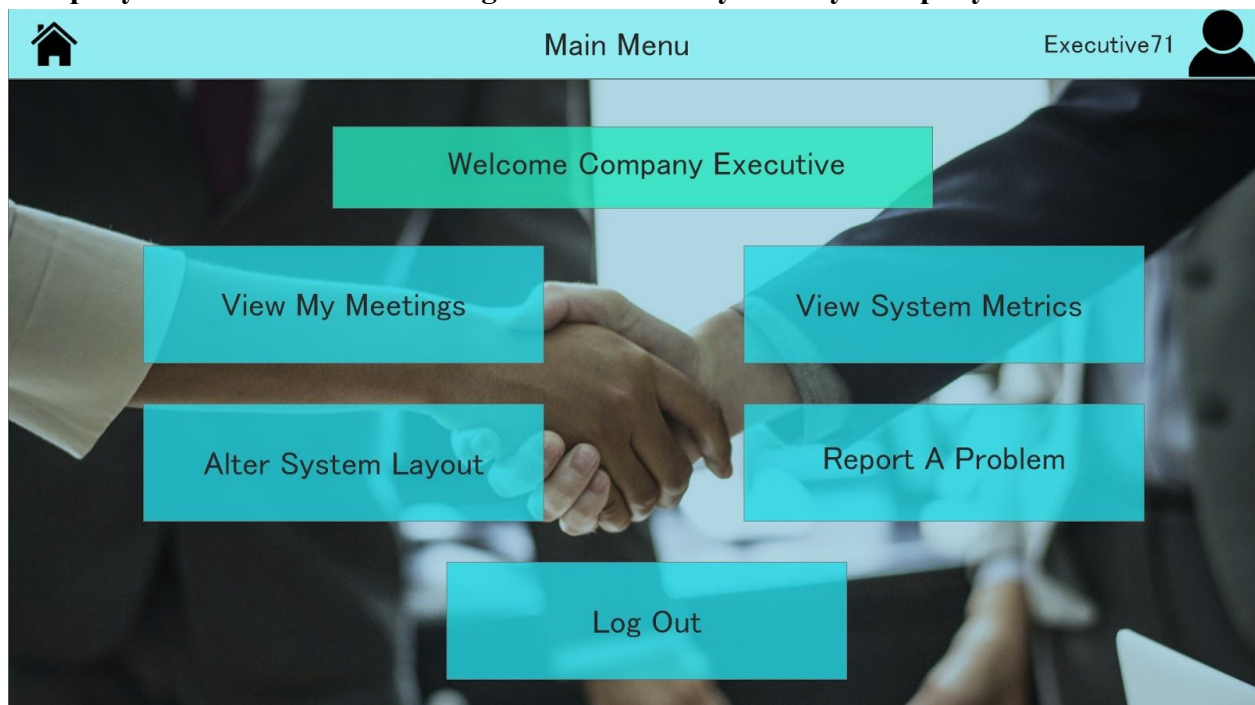 Main Menu
Executive71
Welcome Company Executive
View My Meetings
View System Metrics
Alter System Layout
Report A Problem
Log Out